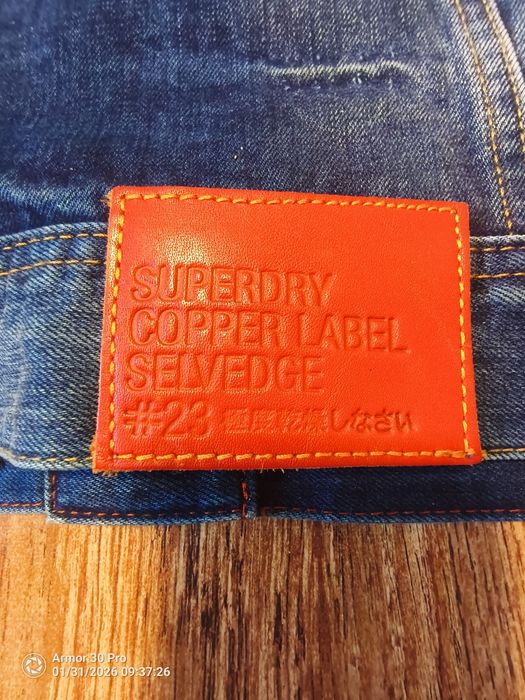 SUPERDRY
COPPER LABEL
SELVEDGE
#23 極度乾燥しなさい
Armor 30 Pro
01/31/2026 09:37:26